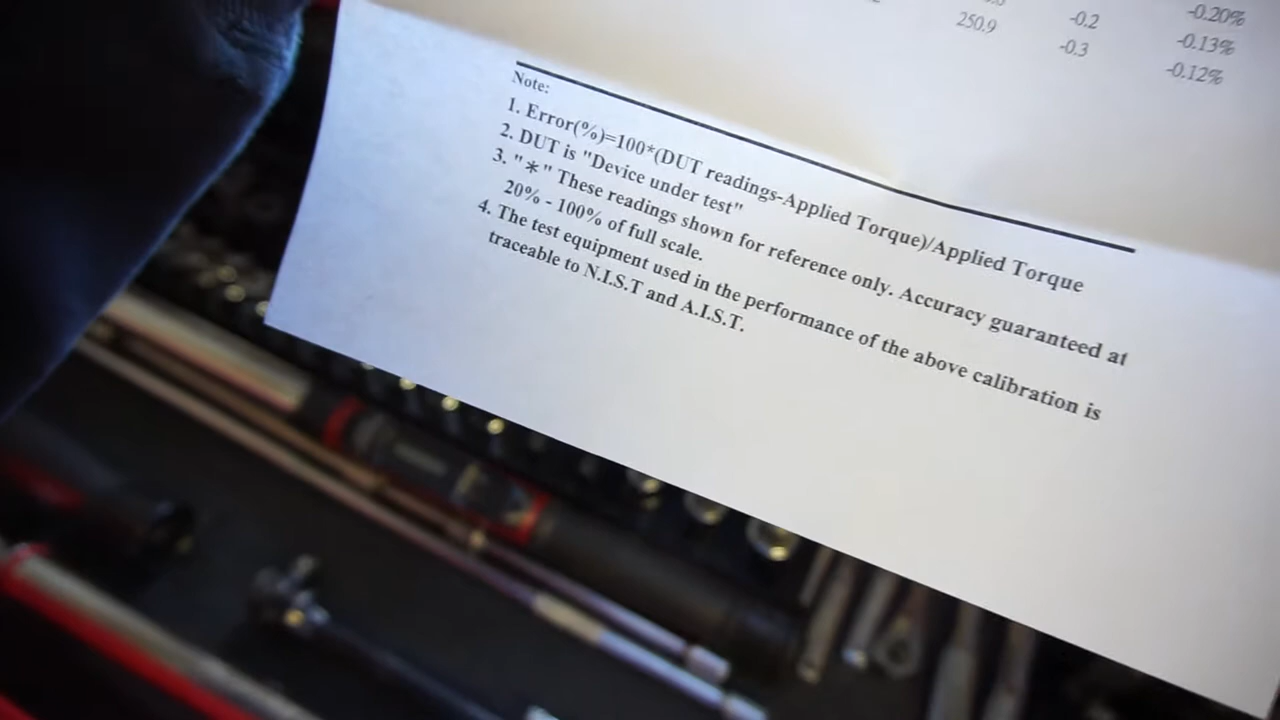 -0.2 -0.20%
250.9 -0.3 -0.13%
-0.12%
Note:
1. Error(%)=100*(DUT readings-Applied Torque)/Applied Torque
2. DUT is "Device under test"
3. "*" These readings shown for reference only. Accuracy guaranteed at
20% - 100% of full scale.
4. The test equipment used in the performance of the above calibration is
traceable to N.I.S.T and A.I.S.T.